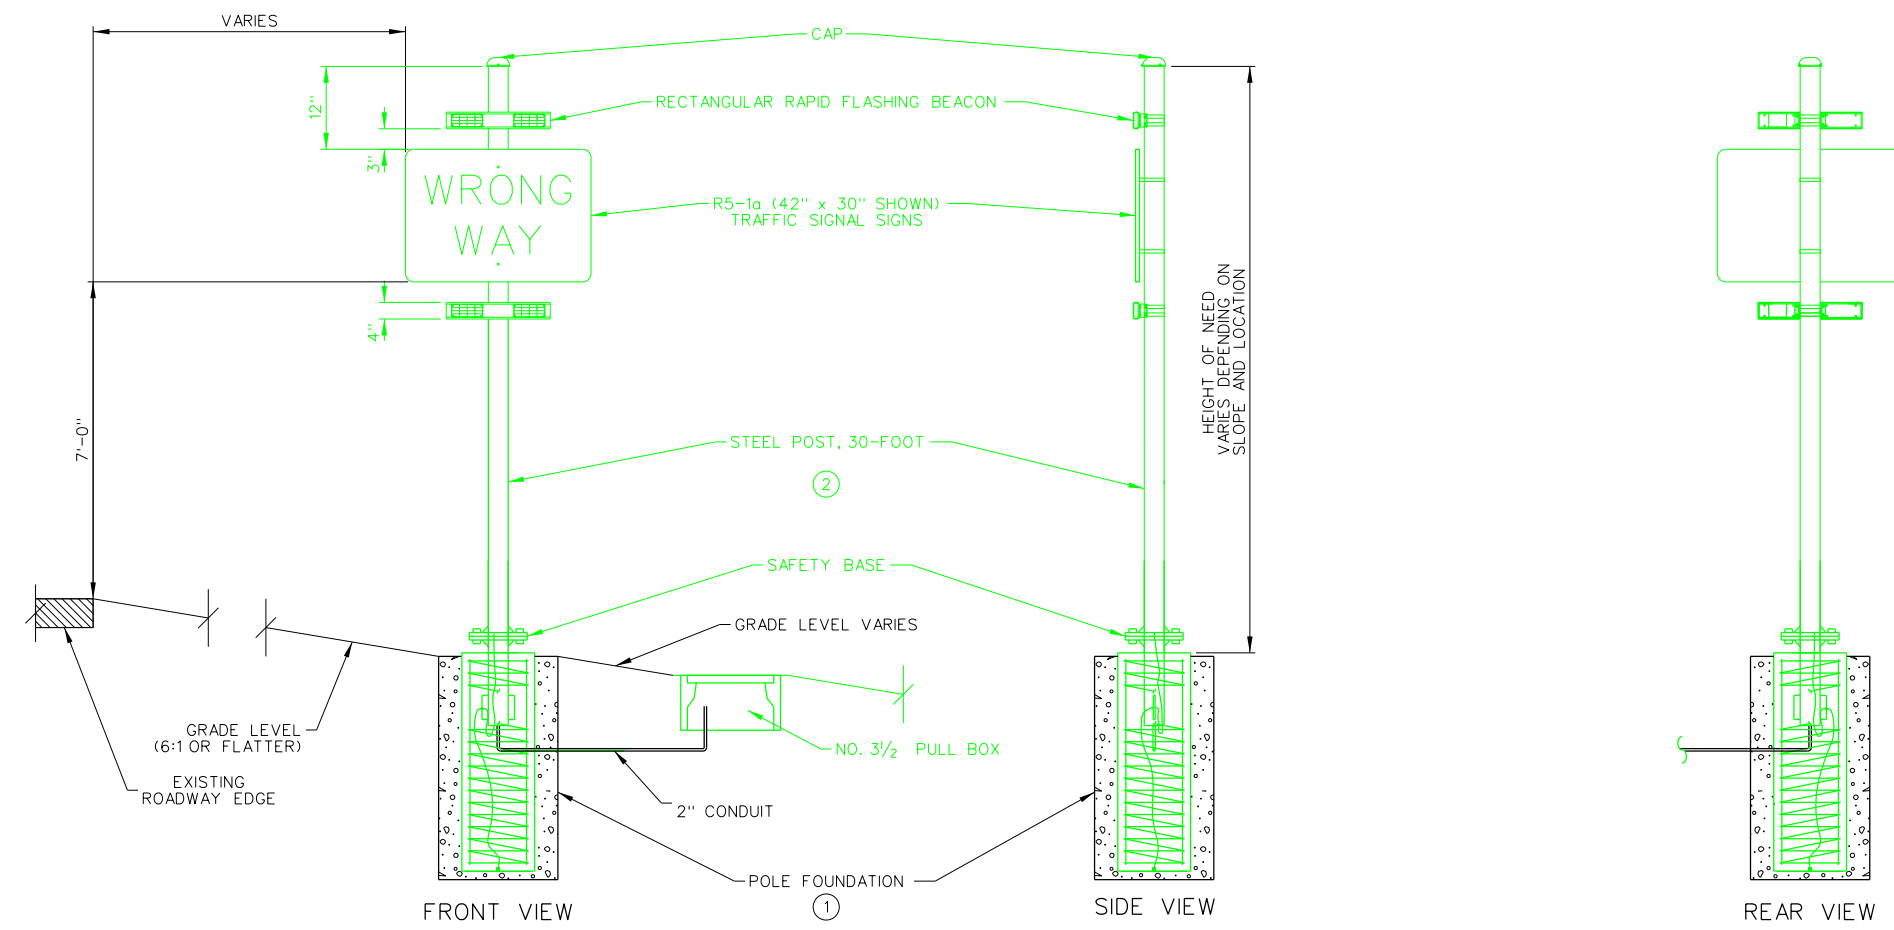 VARIES
CAP
12"
RECTANGULAR RAPID FLASHING BEACON
3"
WRONG
WAY
R5-1a (42" x 30" SHOWN)
TRAFFIC SIGNAL SIGNS
HEIGHT OF NEED
VARIES DEPENDING ON
SLOPE AND LOCATION
4"
7'-0"
STEEL POST, 30-FOOT
2
SAFETY BASE
GRADE LEVEL VARIES
GRADE LEVEL
(6:1 OR FLATTER)
NO. 3½ PULL BOX
EXISTING
ROADWAY EDGE
2" CONDUIT
POLE FOUNDATION
1
FRONT VIEW
SIDE VIEW
REAR VIEW